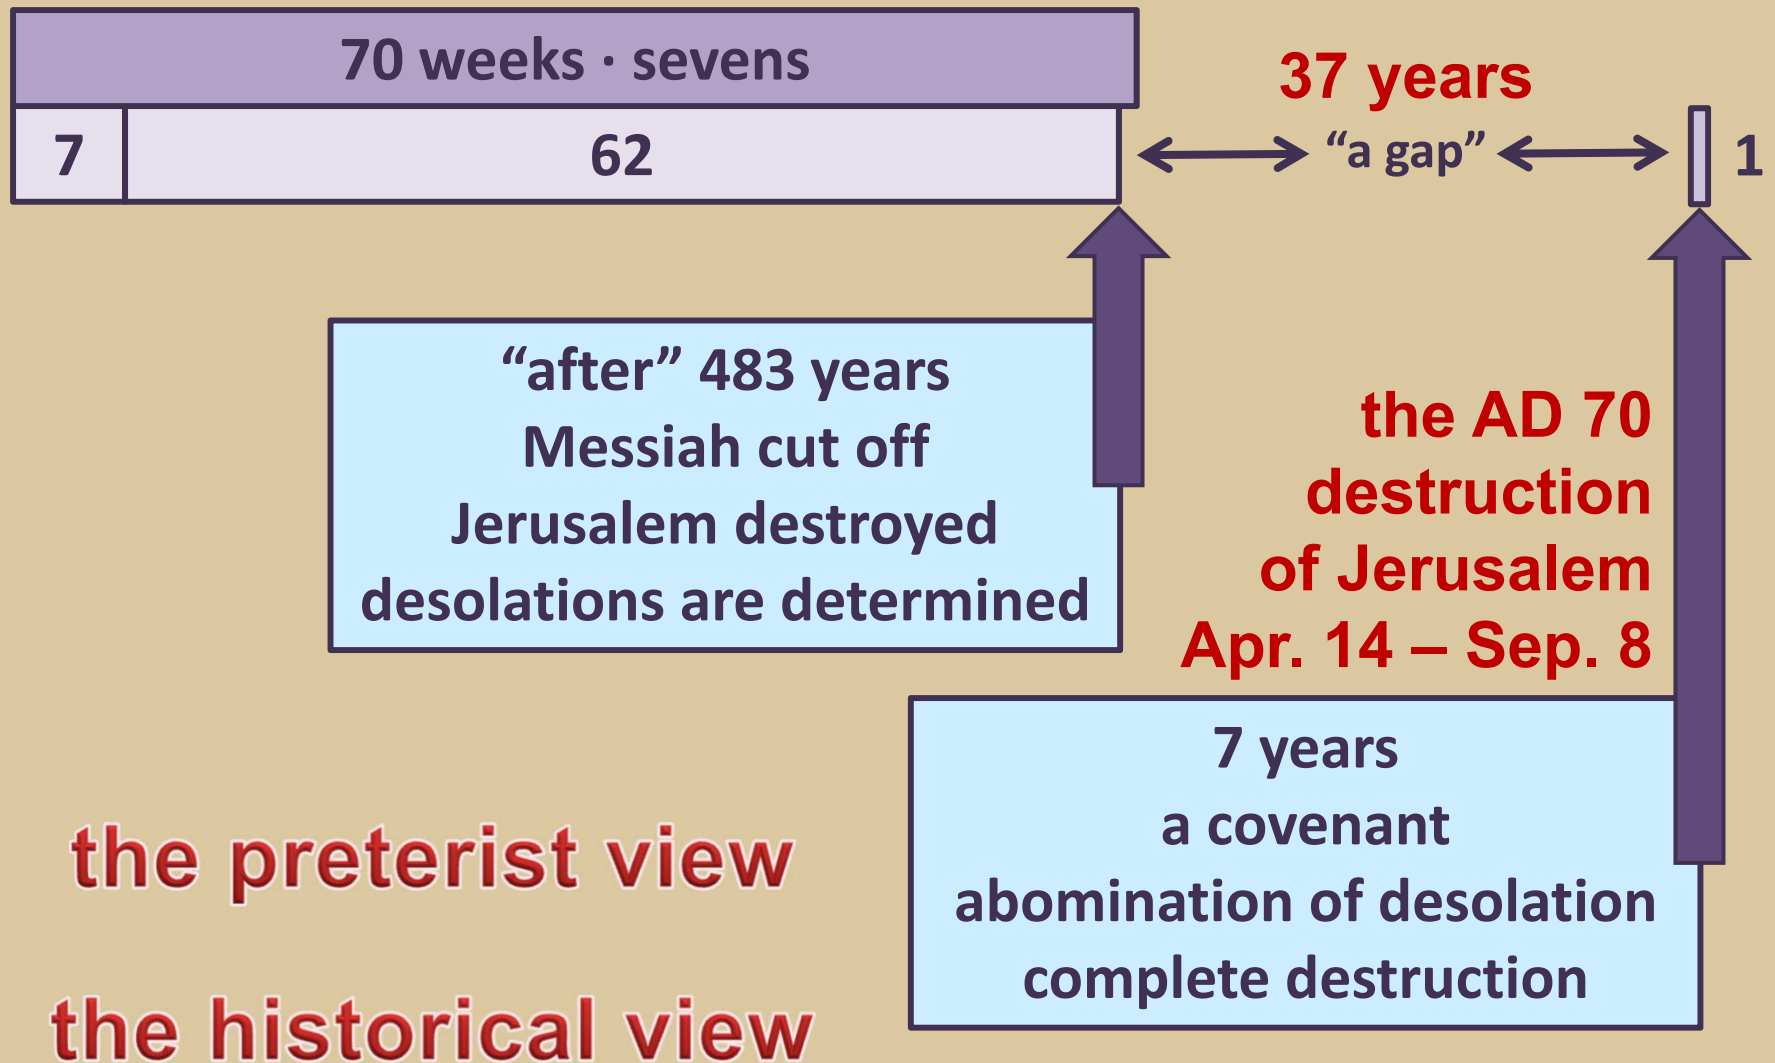 70 weeks · sevens
37 years
7
62
“a gap”
1
“after” 483 years
Messiah cut off
Jerusalem destroyed
desolations are determined
the AD 70
destruction
of Jerusalem
Apr. 14 – Sep. 8
7 years
a covenant
abomination of desolation
complete destruction
the preterist view
the historical view